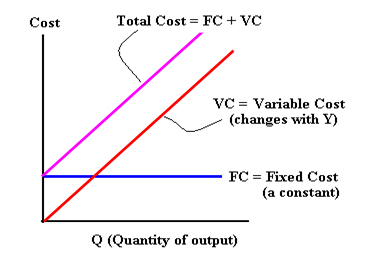 Cost
Total Cost = FC + VC
VC = Variable Cost
(changes with Y)
FC = Fixed Cost
(a constant)
Q (Quantity of output)